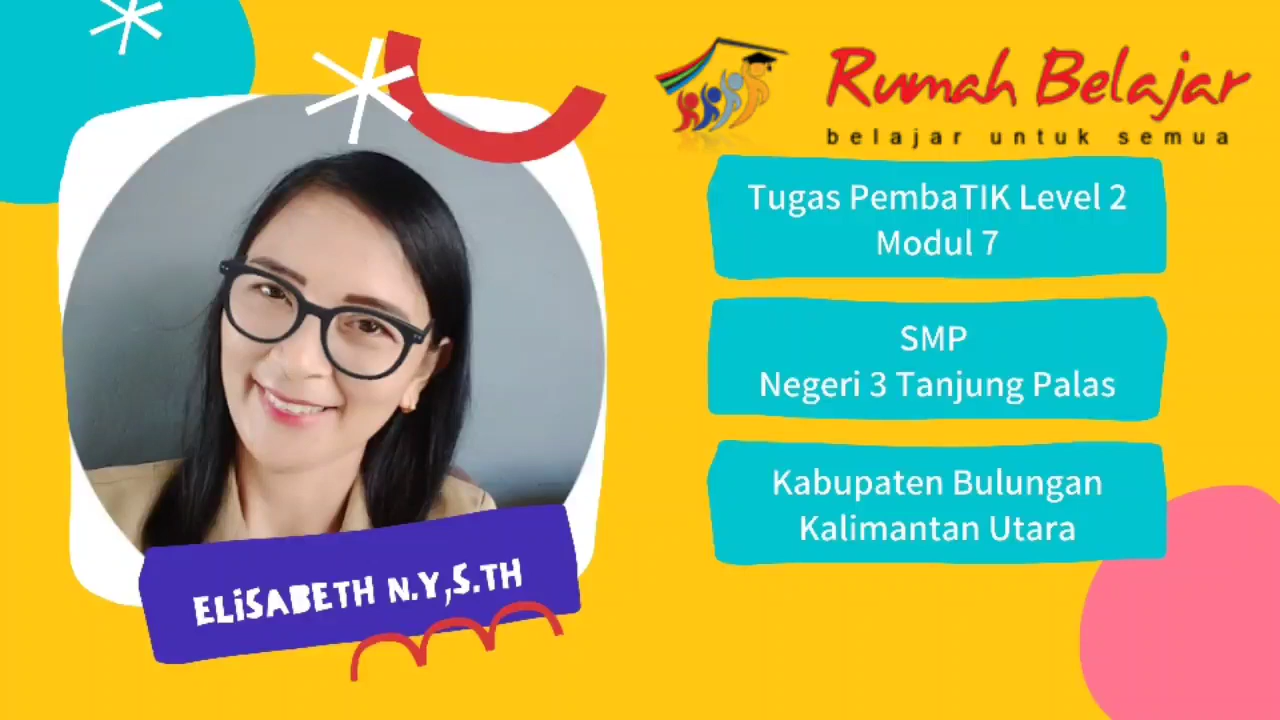 Rumah Belajar
belajar untuk semua
Tugas PembaTIK Level 2
Modul 7
SMP
Negeri 3 Tanjung Palas
Kabupaten Bulungan
Kalimantan Utara
ELiSABETH N.Y,S.TH